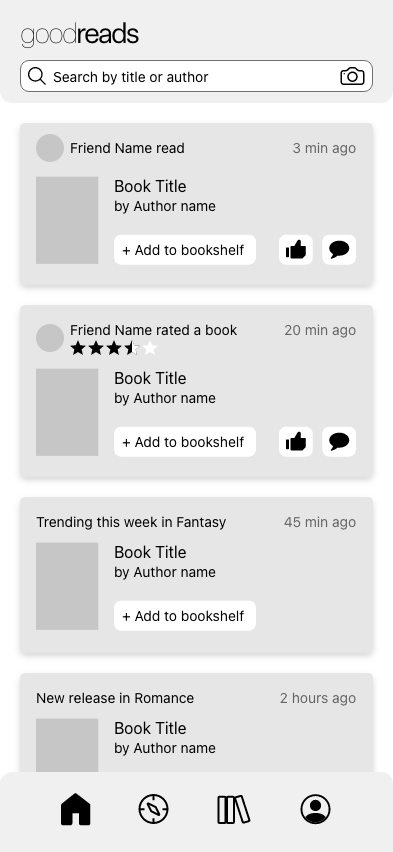 goodreads
Search by title or author
Friend Name read
3 min ago
Book Title
by Author name
+ Add to bookshelf
Friend Name rated a book
20 min ago
Book Title
by Author name
+ Add to bookshelf
Trending this week in Fantasy
45 min ago
Book Title
by Author name
+ Add to bookshelf
New release in Romance
2 hours ago
Book Title
by Author name